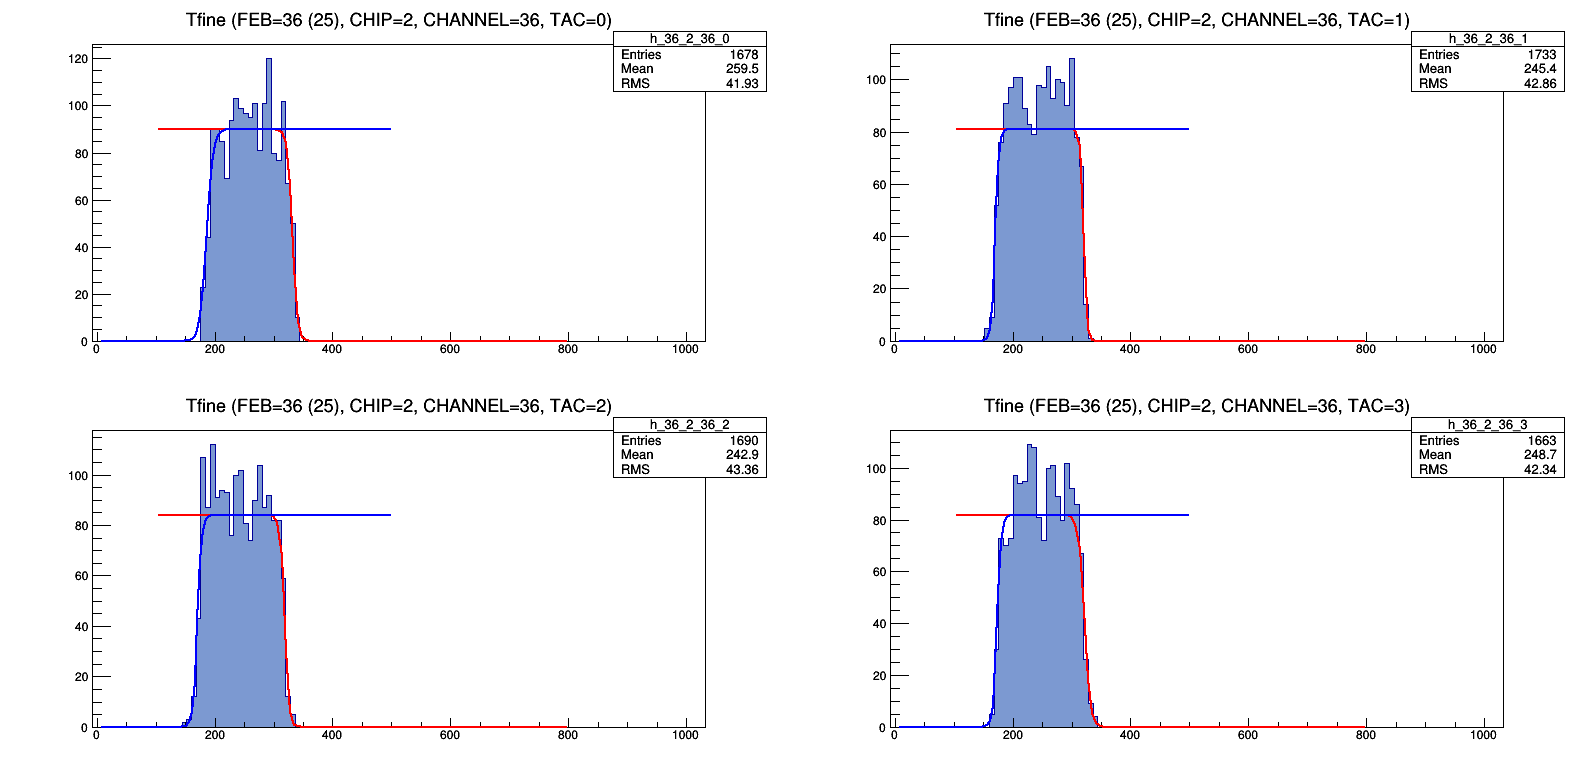 Tfine (FEB=36 (25), CHIP=2, CHANNEL=36, TAC=0)
h_36_2_36_0
Entries 1678
Mean 259.5
RMS 41.93
120
100
80
60
40
20
0
0 200 400 600 800 1000
Tfine (FEB=36 (25), CHIP=2, CHANNEL=36, TAC=1)
h_36_2_36_1
Entries 1733
Mean 245.4
RMS 42.86
100
80
60
40
20
0
0 200 400 600 800 1000
Tfine (FEB=36 (25), CHIP=2, CHANNEL=36, TAC=2)
h_36_2_36_2
Entries 1690
Mean 242.9
RMS 43.36
100
80
60
40
20
0
0 200 400 600 800 1000
Tfine (FEB=36 (25), CHIP=2, CHANNEL=36, TAC=3)
h_36_2_36_3
Entries 1663
Mean 248.7
RMS 42.34
100
80
60
40
20
0
0 200 400 600 800 1000